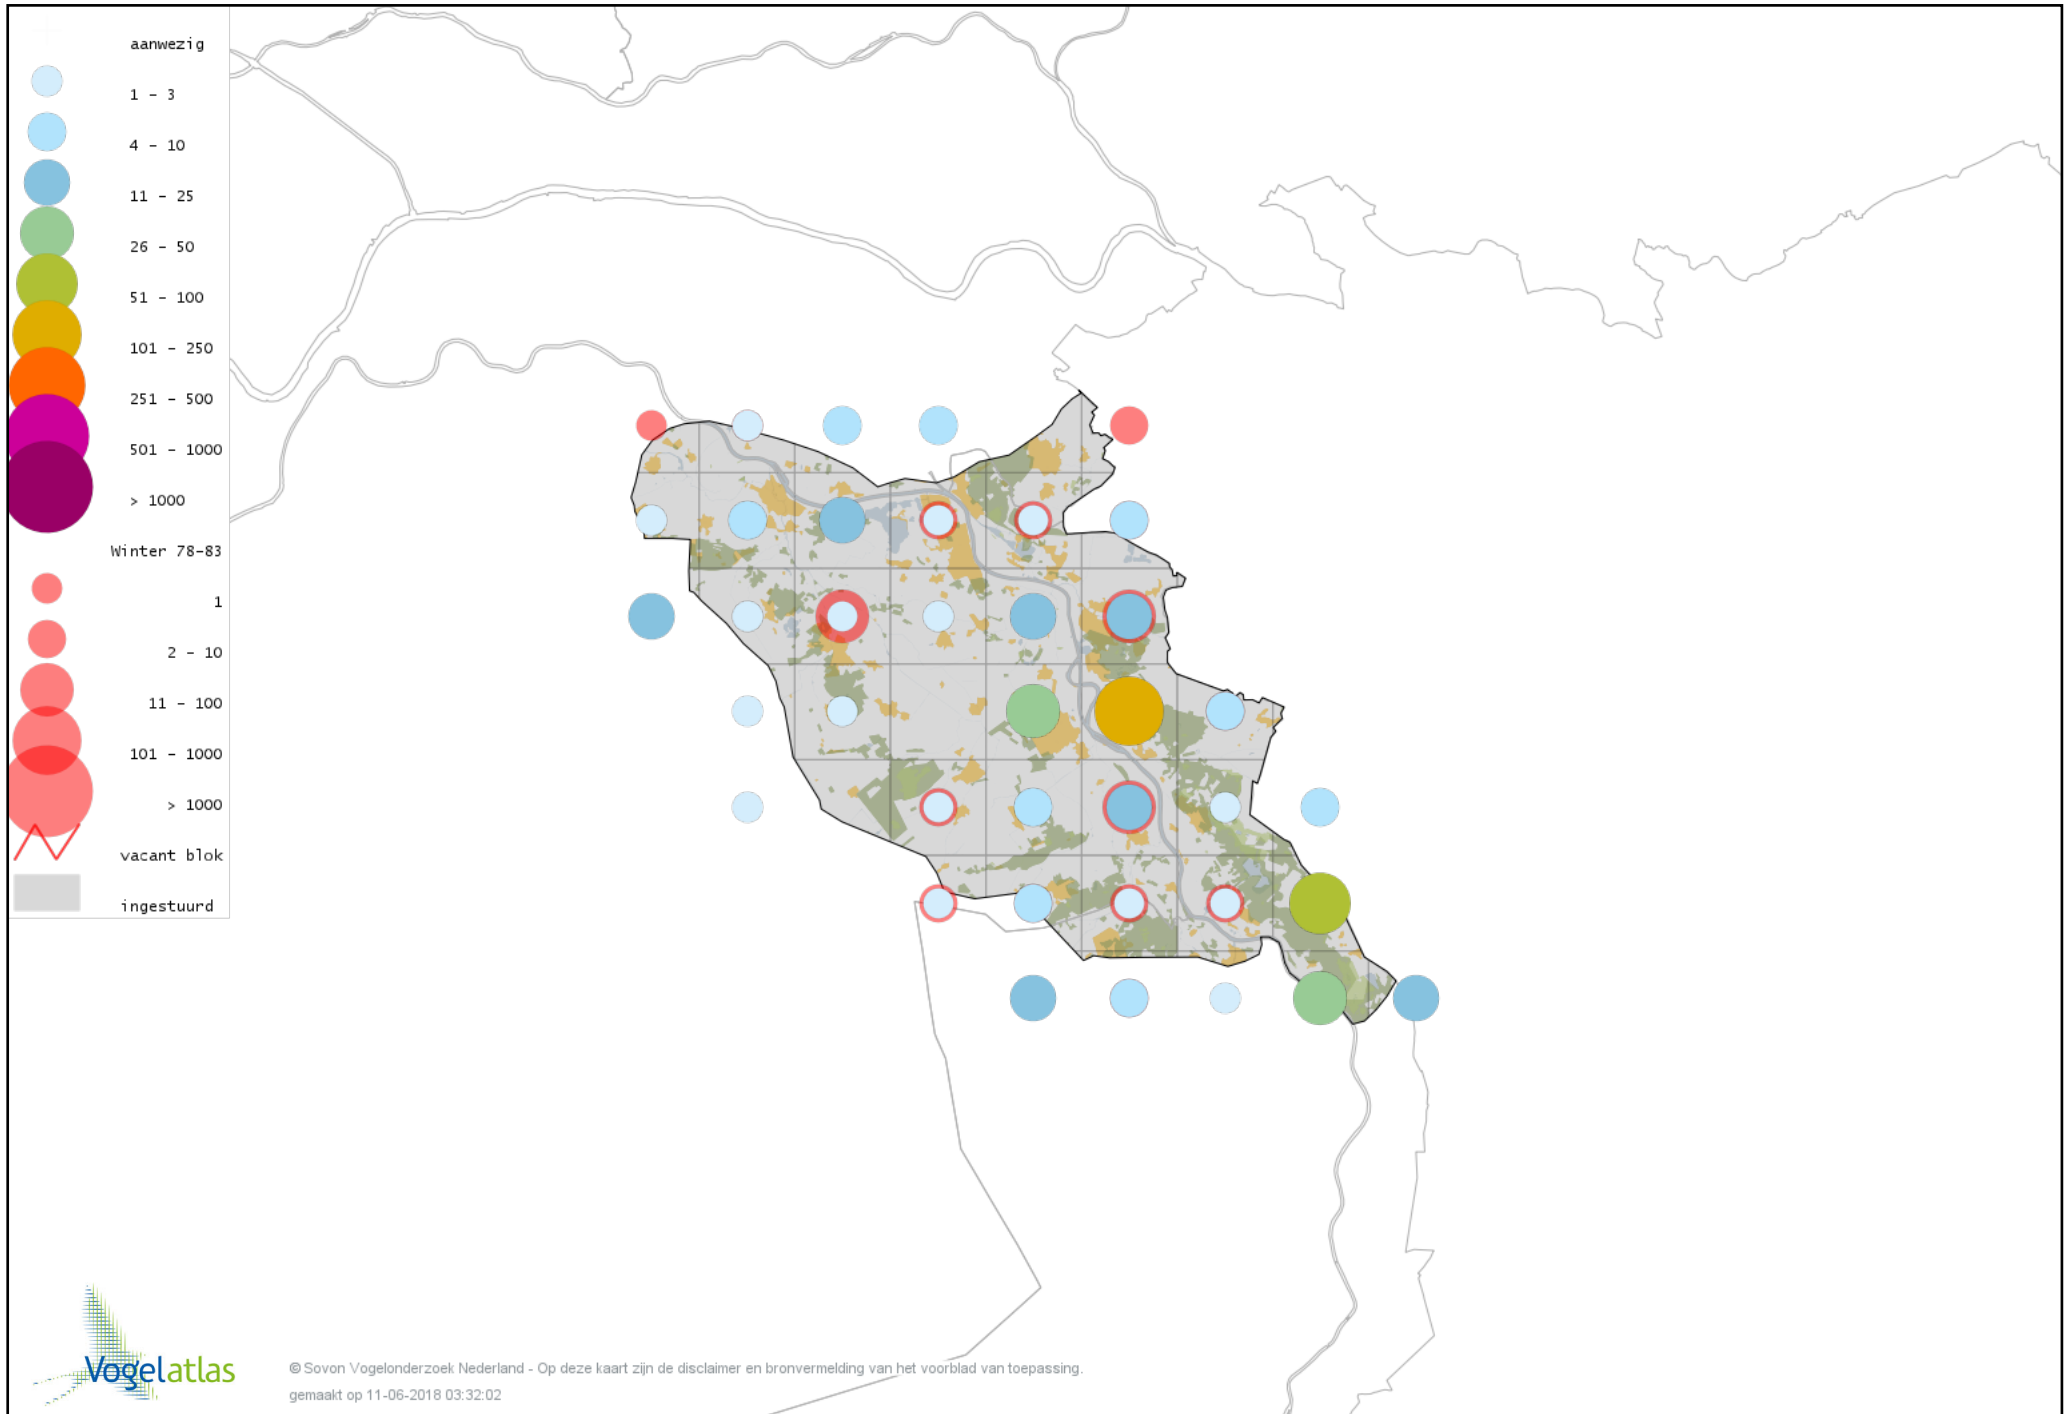 aanwezig
1 - 3
4 - 10
11 - 25
26 - 50
51 - 100
101 - 250
251 - 500
501 - 1000
> 1000
Winter 78-83
1
2 - 10
11 - 100
101 - 1000
> 1000
vacant blok
ingestuurd
Vogelatlas
© Sovon Vogelonderzoek Nederland - Op deze kaart zijn de disclaimer en bronvermelding van het voorblad van toepassing.
gemaakt op 11-06-2018 03:32:02